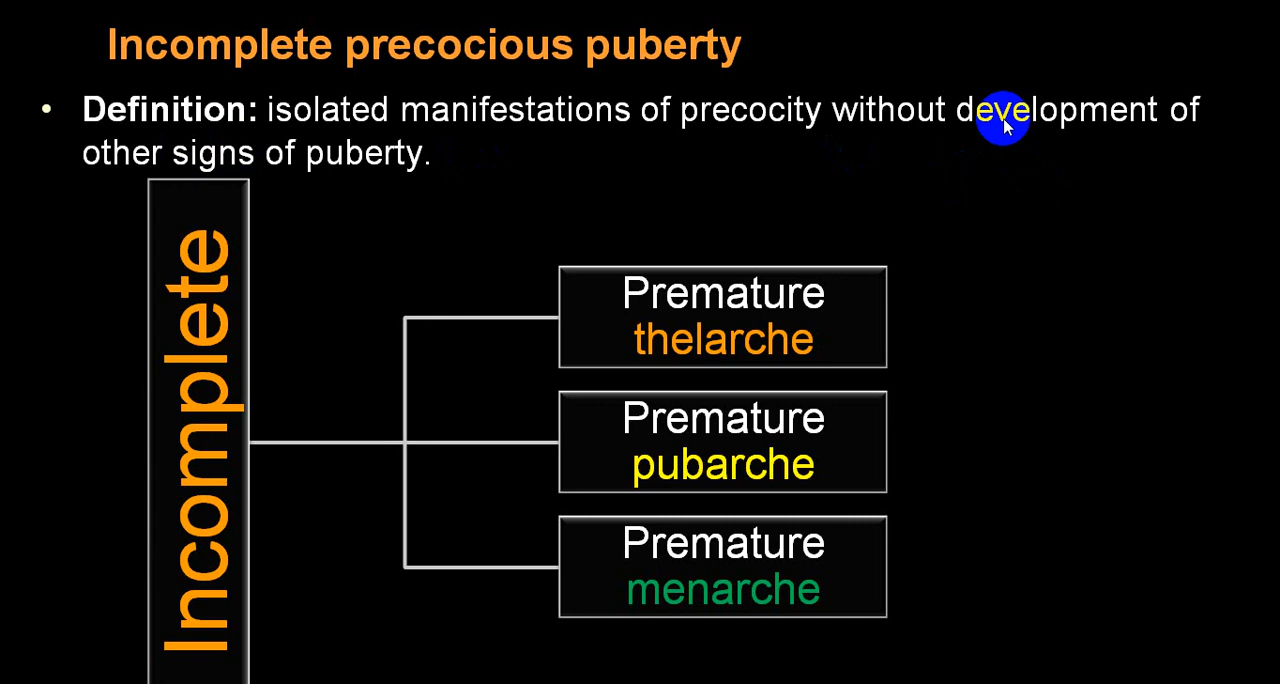 Incomplete precocious puberty
• Definition: isolated manifestations of precocity without development of
other signs of puberty.
Incomplete
Premature
thelarche
Premature
pubarche
Premature
menarche